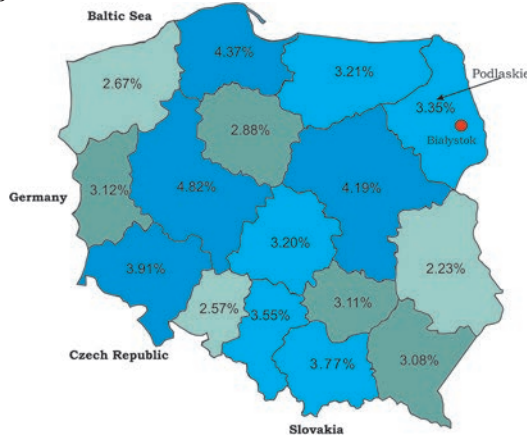 Baltic Sea
4.37%
3.21%
2.67%
Podlaskie
3.35%
Białystok
2.88%
3.12%
4.82%
4.19%
Germany
3.20%
3.91%
2.23%
2.57%
3.55%
3.11%
Czech Republic
3.77%
3.08%
Slovakia